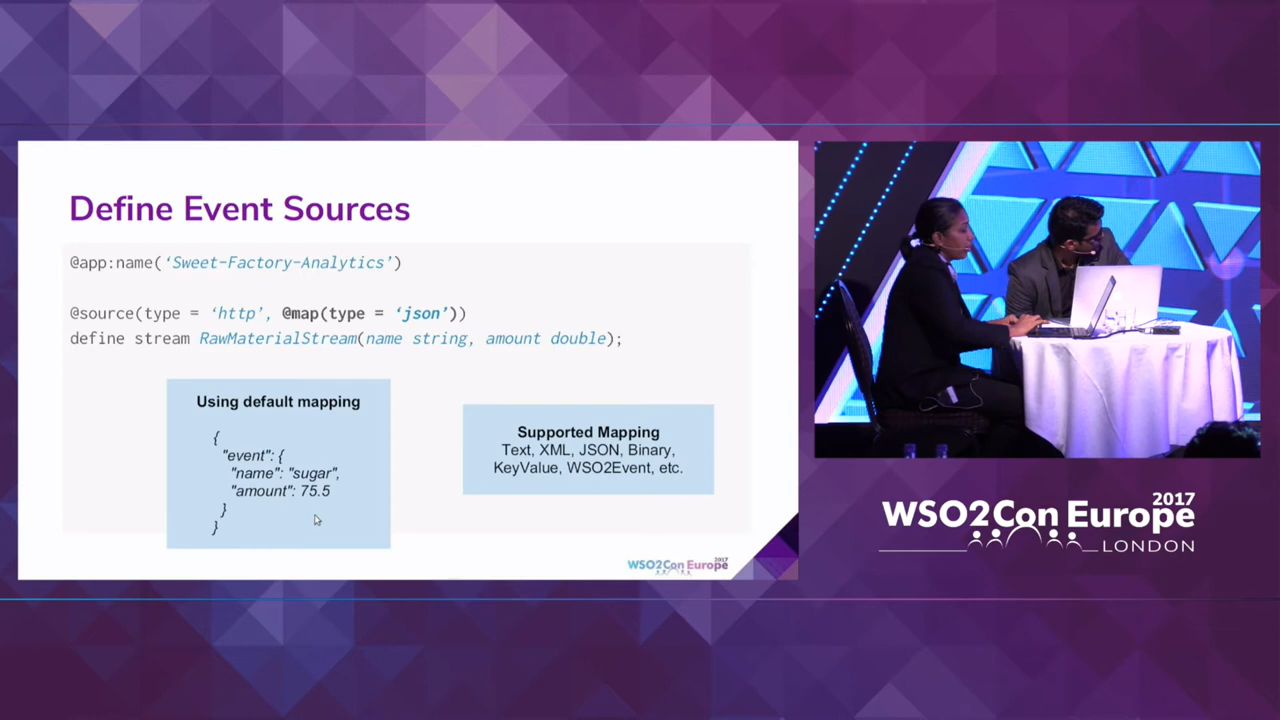 Define Event Sources
@app:name(‘Sweet-Factory-Analytics’)
@source(type = ‘http’, @map(type = ‘json’))
define stream RawMaterialStream(name string, amount double);
Using default mapping
{
"event": {
"name": "sugar",
"amount": 75.5
}
}
Supported Mapping
Text, XML, JSON, Binary,
KeyValue, WSO2Event, etc.
WSO2Con Europe 2017
WSO2Con Europe 2017
LONDON